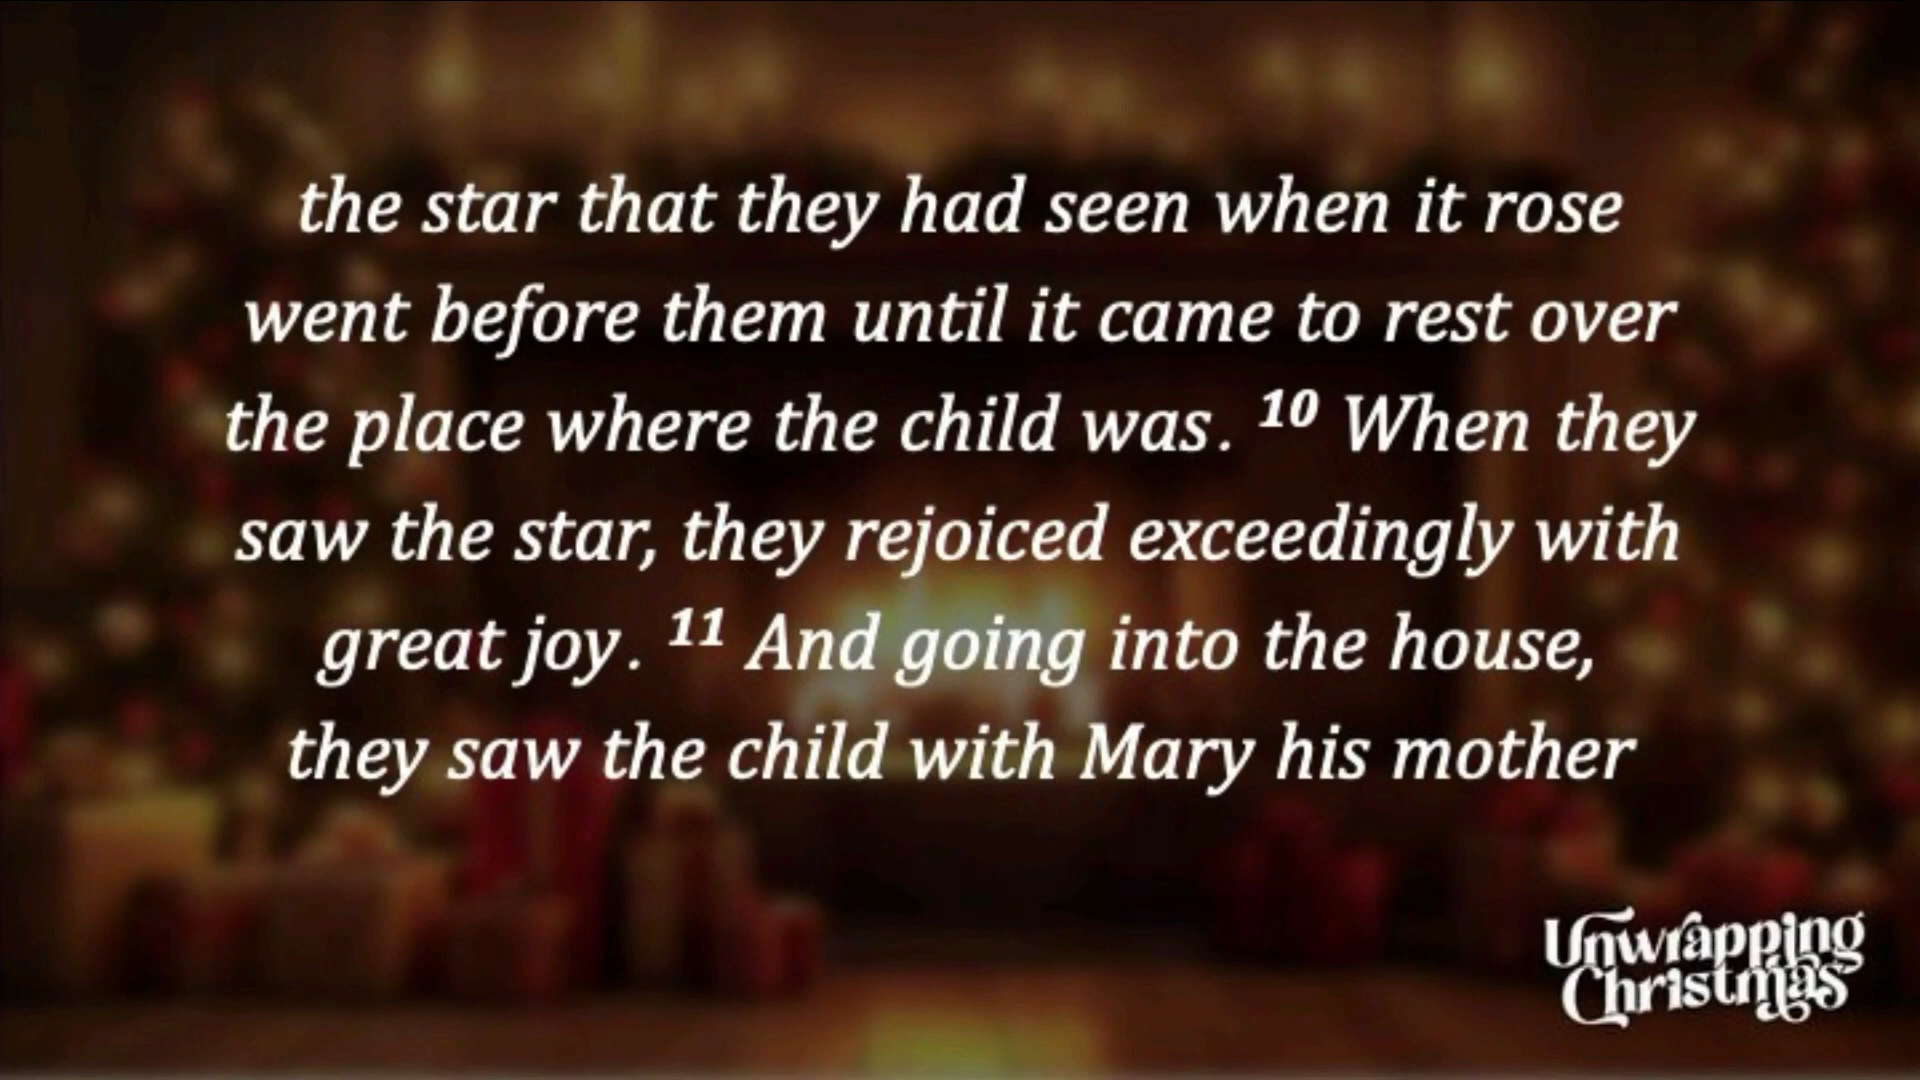 the star that they had seen when it rose
went before them until it came to rest over
the place where the child was. 10 When they
saw the star, they rejoiced exceedingly with
great joy. 11 And going into the house,
they saw the child with Mary his mother
Unwrapping
Christmas